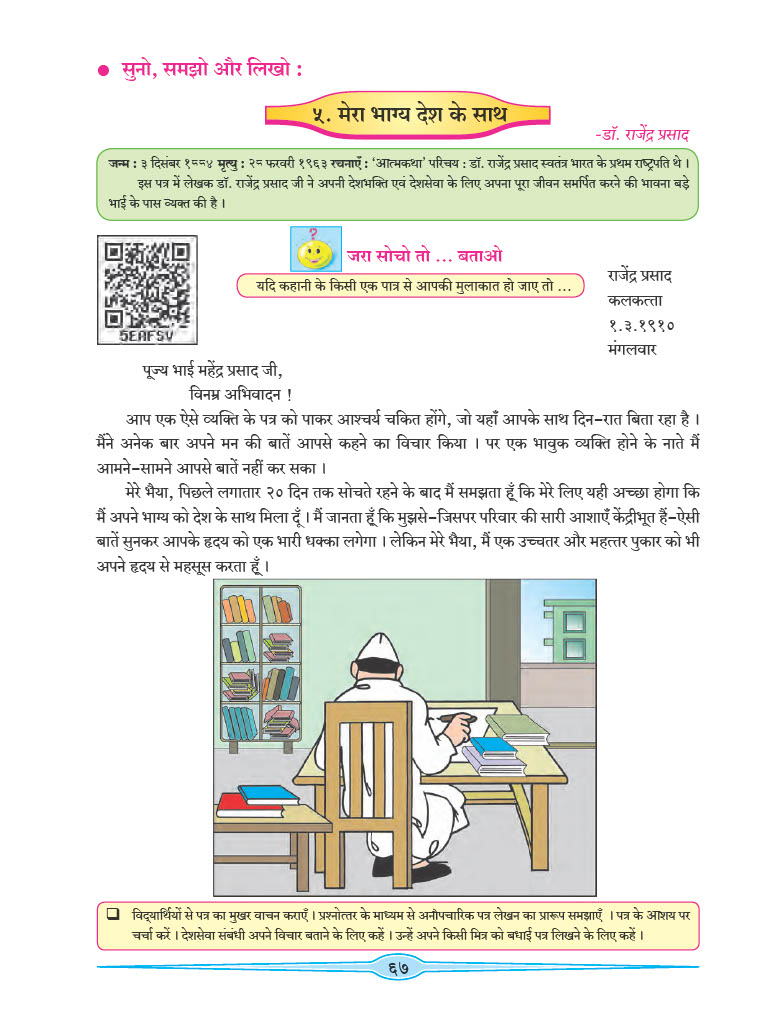 ● सुनो, समझो और लिखो :
५. मेरा भाग्य देश के साथ
-डॉ. राजेंद्र प्रसाद
जन्म : ३ दिसंबर १८८४ मृत्यु : २८ फरवरी १९६३ रचनाएँ : ‘आत्मकथा’ परिचय : डॉ. राजेंद्र प्रसाद स्वतंत्र भारत के प्रथम राष्ट्रपति थे ।
इस पत्र में लेखक डॉ. राजेंद्र प्रसाद जी ने अपनी देशभक्ति एवं देशसेवा के लिए अपना पूरा जीवन समर्पित करने की भावना बड़े
भाई के पास व्यक्त की है ।
5EAFSV
?
जरा सोचो तो ... बताओ
यदि कहानी के किसी एक पात्र से आपकी मुलाकात हो जाए तो ...
राजेंद्र प्रसाद
कलकत्ता
१.३.१९१०
मंगलवार
पूज्य भाई महेंद्र प्रसाद जी,
विनम्र अभिवादन !
आप एक ऐसे व्यक्ति के पत्र को पाकर आश्चर्य चकित होंगे, जो यहाँ आपके साथ दिन-रात बिता रहा है ।
मैंने अनेक बार अपने मन की बातें आपसे कहने का विचार किया । पर एक भावुक व्यक्ति होने के नाते मैं
आमने-सामने आपसे बातें नहीं कर सका ।
मेरे भैया, पिछले लगातार २० दिन तक सोचते रहने के बाद मैं समझता हूँ कि मेरे लिए यही अच्छा होगा कि
मैं अपने भाग्य को देश के साथ मिला दूँ । मैं जानता हूँ कि मुझसे-जिसपर परिवार की सारी आशाएँ केंद्रीभूत हैं-ऐसी
बातें सुनकर आपके हृदय को एक भारी धक्का लगेगा । लेकिन मेरे भैया, मैं एक उच्चतर और महत्तर पुकार को भी
अपने हृदय से महसूस करता हूँ ।
❑ विद्यार्थियों से पत्र का मुखर वाचन कराएँ । प्रश्नोत्तर के माध्यम से अनौपचारिक पत्र लेखन का प्रारूप समझाएँ । पत्र के आशय पर
चर्चा करें । देशसेवा संबंधी अपने विचार बताने के लिए कहें । उन्हें अपने किसी मित्र को बधाई पत्र लिखने के लिए कहें ।
६७